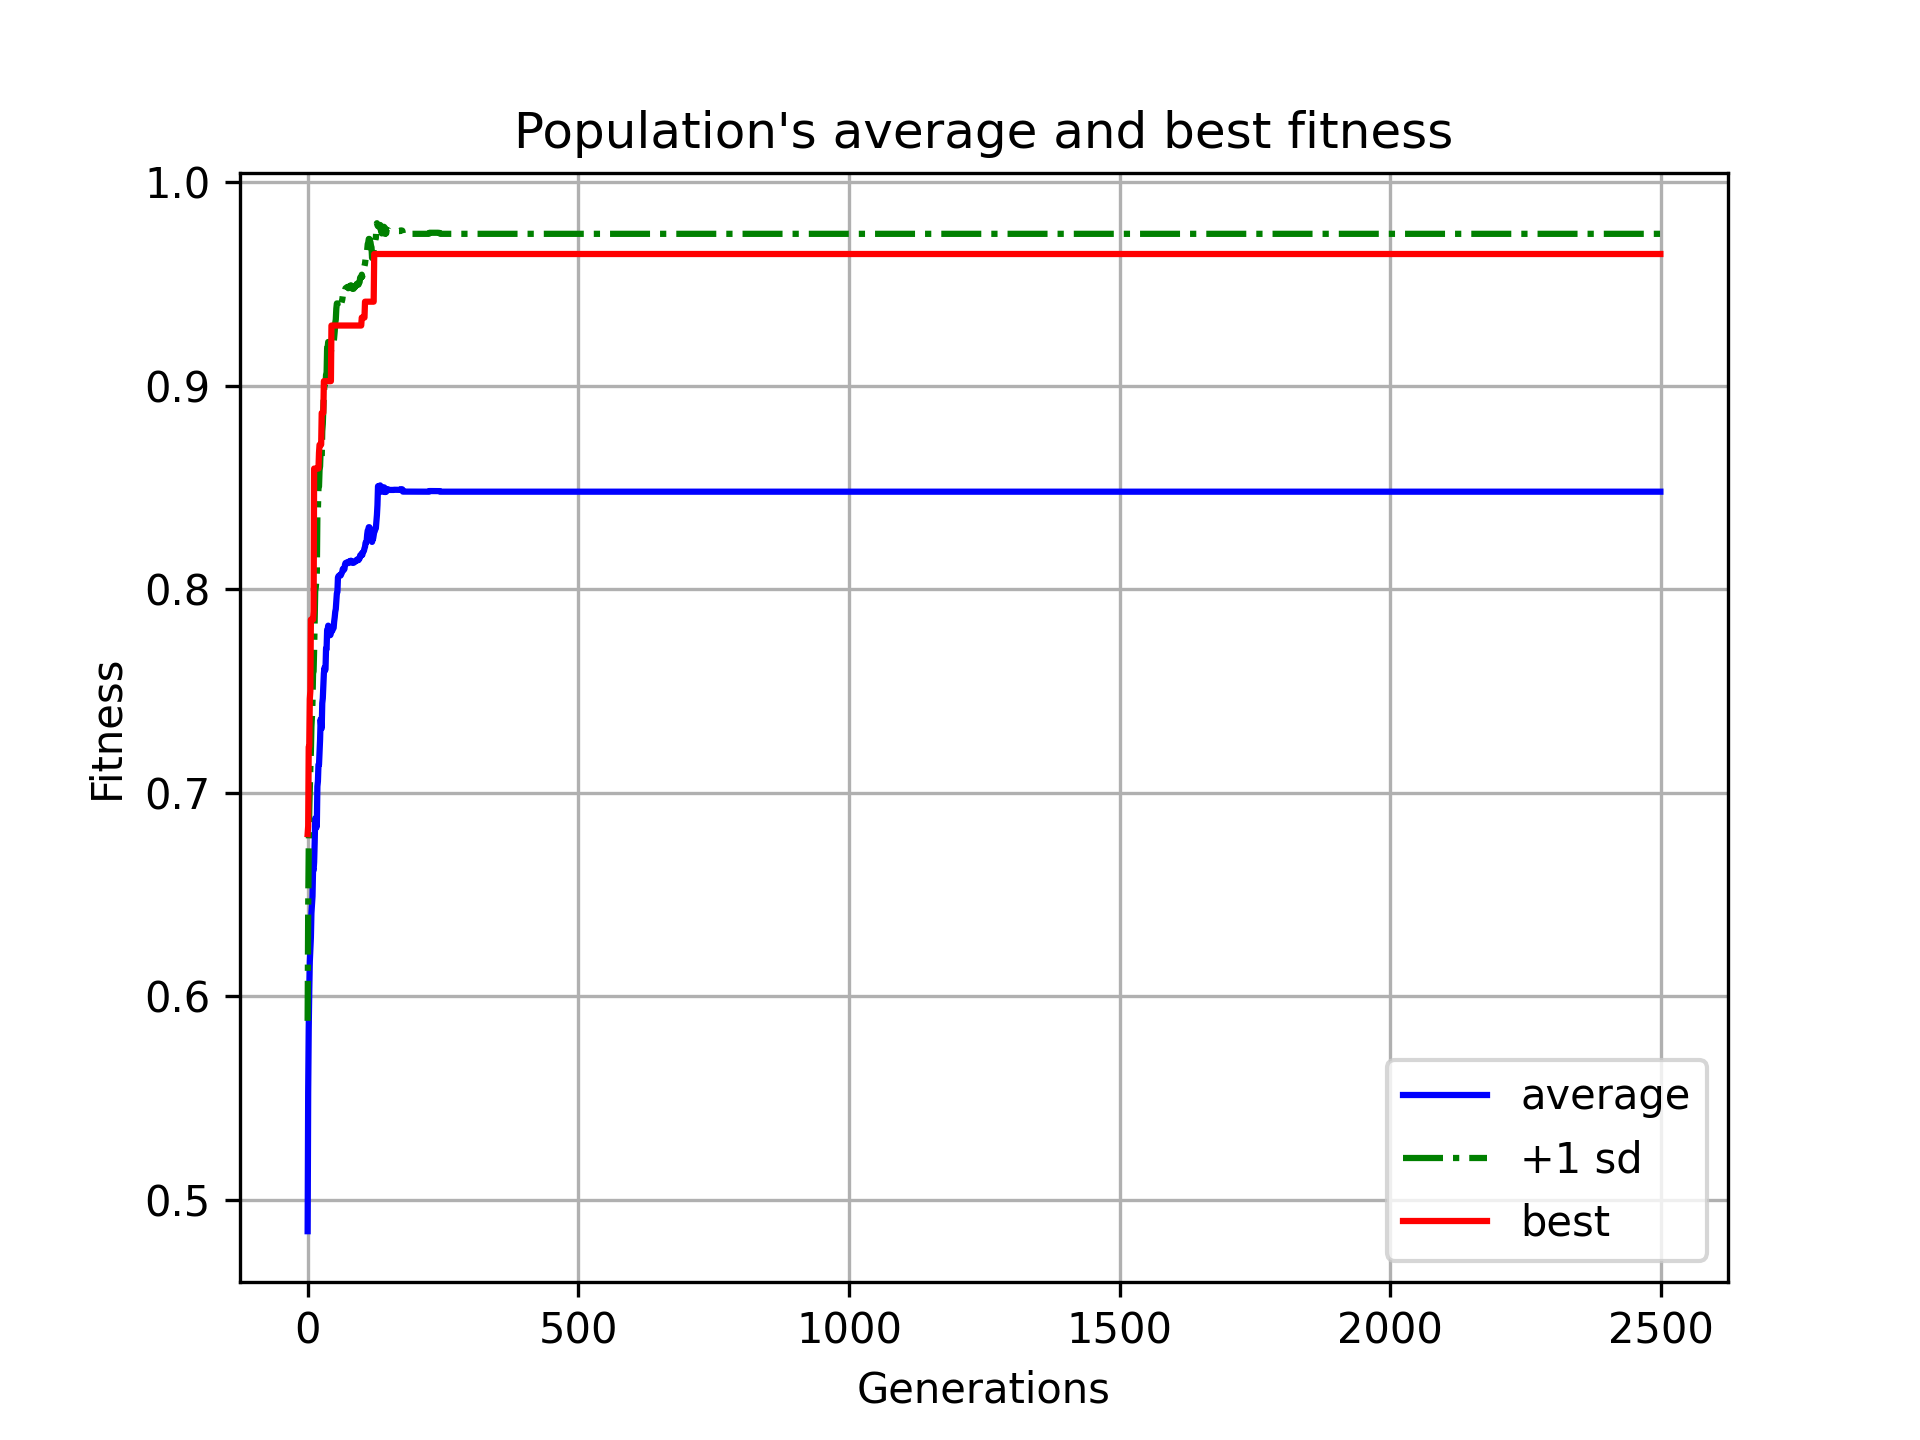 Population's average and best fitness
1.0
0.9
0.8
0.7
0.6
0.5
Fitness
average
+1 sd
best
0 500 1000 1500 2000 2500
Generations